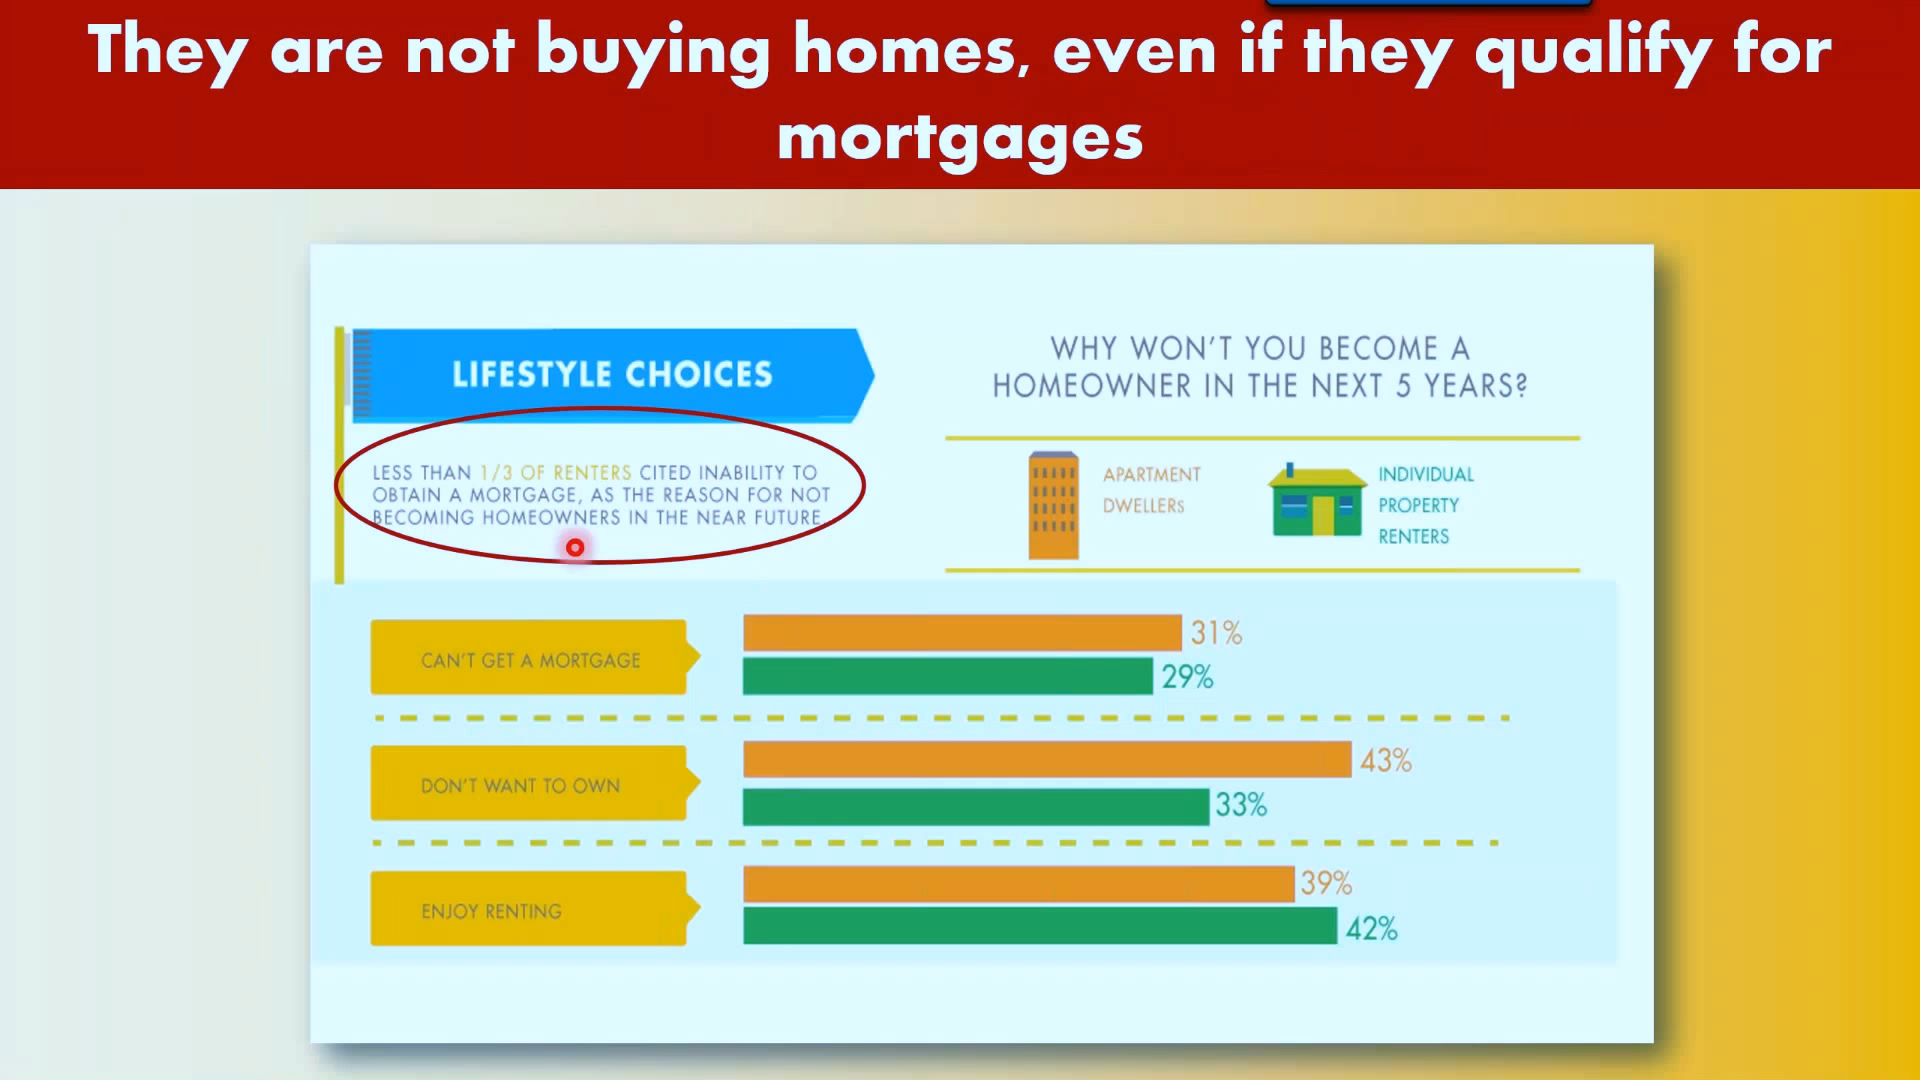 They are not buying homes, even if they qualify for
mortgages
LIFESTYLE CHOICES
LESS THAN 1/3 OF RENTERS CITED INABILITY TO
OBTAIN A MORTGAGE, AS THE REASON FOR NOT
BECOMING HOMEOWNERS IN THE NEAR FUTURE.
WHY WON'T YOU BECOME A
HOMEOWNER IN THE NEXT 5 YEARS?
APARTMENT
DWELLERs
INDIVIDUAL
PROPERTY
RENTERS
CAN'T GET A MORTGAGE
31%
29%
DON'T WANT TO OWN
43%
33%
ENJOY RENTING
39%
42%